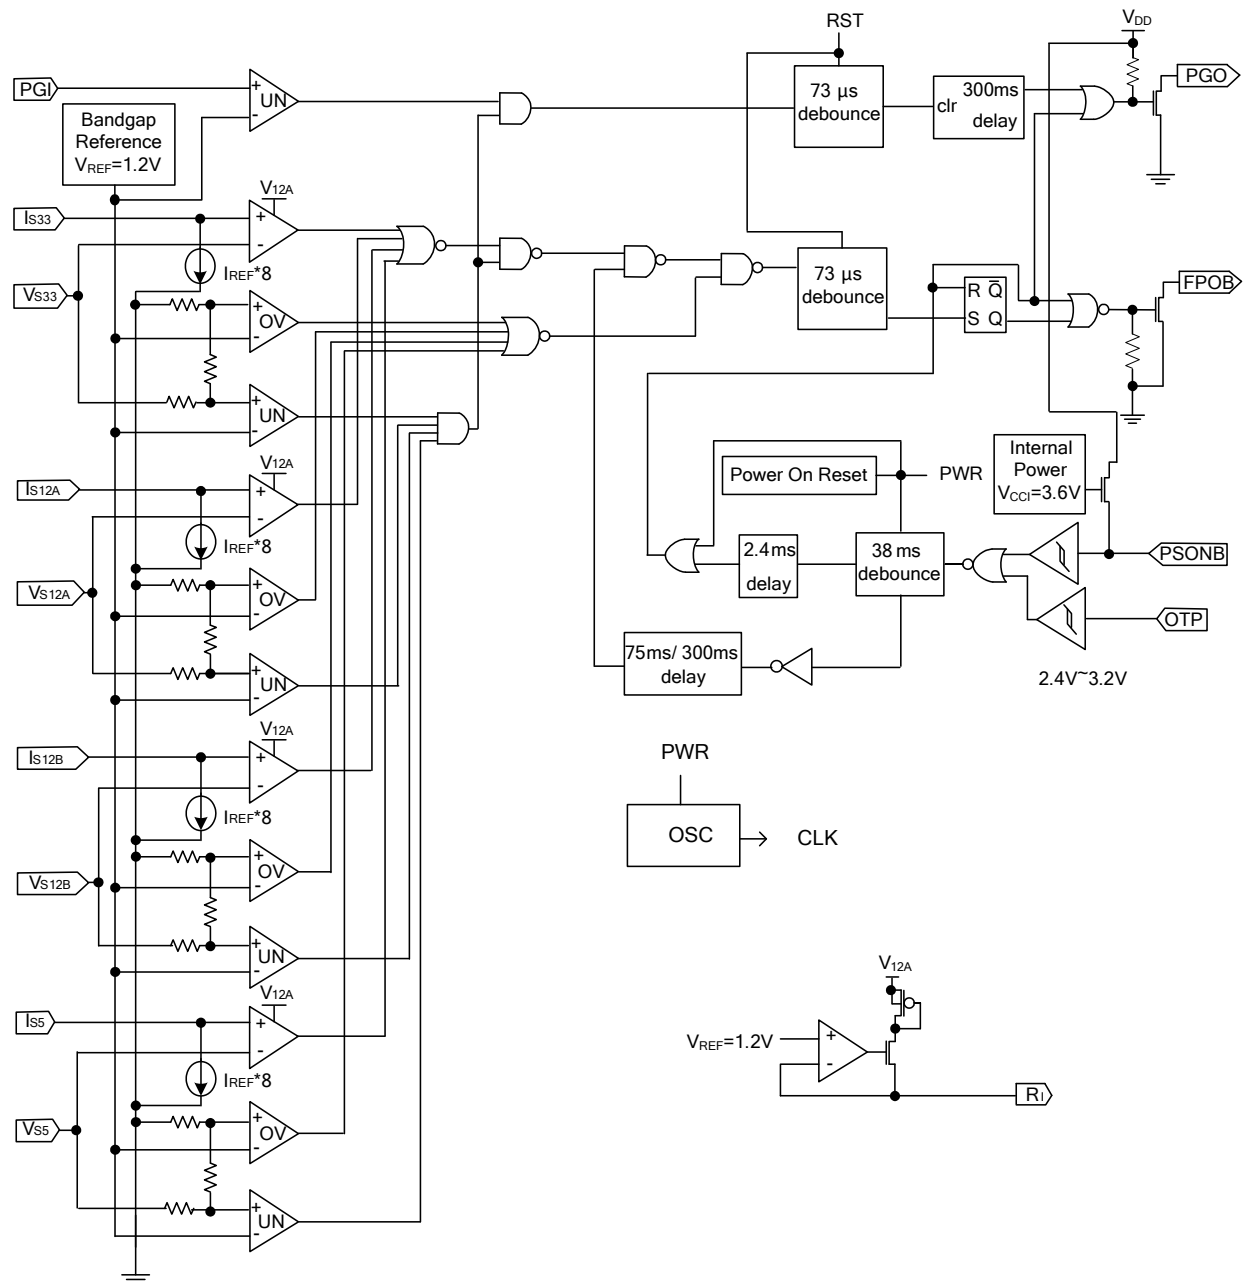 RST
VDD
PGI
+
UN
-
73 µs
debounce
300ms
clr
delay
PGO
Bandgap
Reference
VREF=1.2V
V12A
IS33
+
-
IREF*8
73 µs
debounce
R Q̅
S Q
FPOB
VS33
+
OV
-
+
UN
-
V12A
Internal
Power
VCCI=3.6V
Power On Reset
PWR
IS12A
+
-
IREF*8
2.4ms
delay
38 ms
debounce
PSONB
VS12A
+
OV
-
OTP
75ms/ 300ms
delay
+
UN
-
2.4V~3.2V
V12A
IS12B
+
-
PWR
IREF*8
OSC
CLK
VS12B
+
OV
-
+
UN
-
V12A
V12A
IS5
+
-
VREF=1.2V
+
-
IREF*8
RI
VS5
+
OV
-
+
UN
-